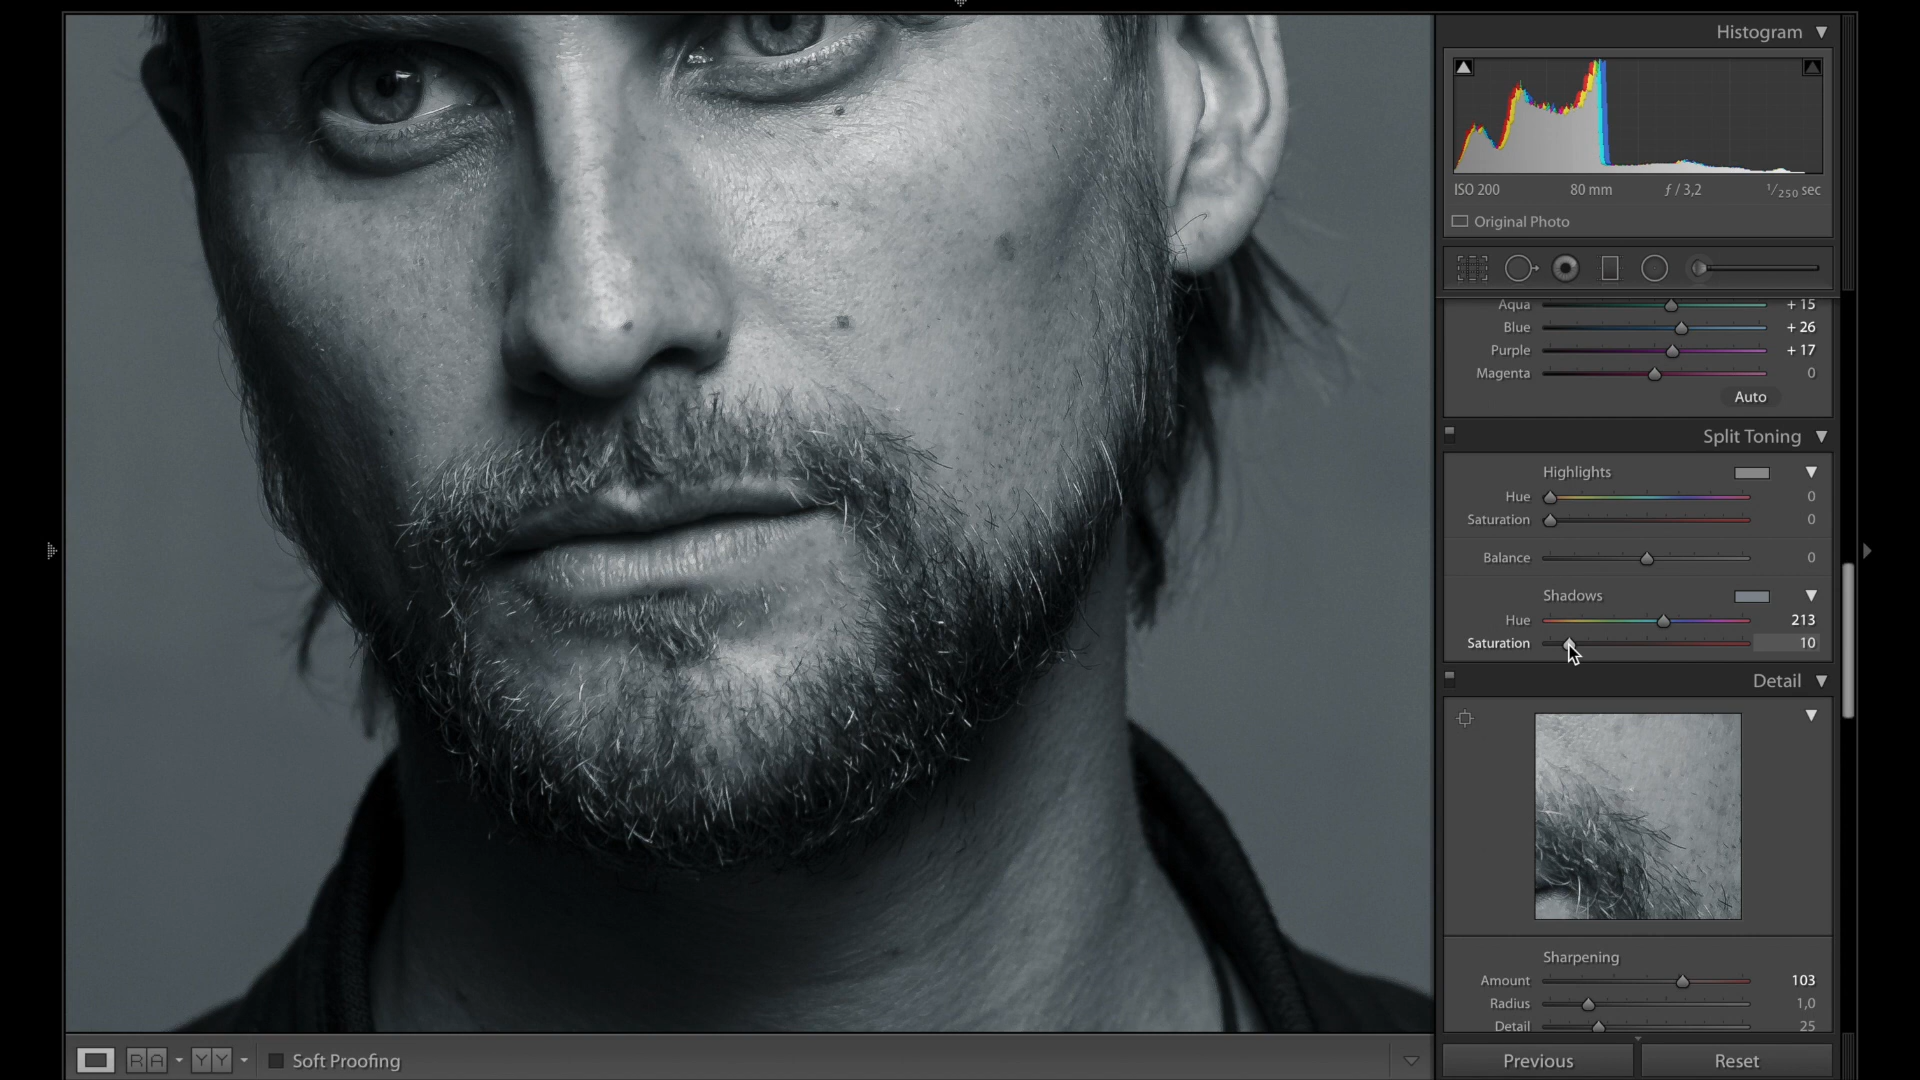 Histogram
ISO 200 80 mm ƒ / 3,2 1/250 sec
Original Photo
Aqua + 15
Blue + 26
Purple + 17
Magenta 0
Auto
Split Toning
Highlights
Hue 0
Saturation 0
Balance 0
Shadows
Hue 213
Saturation 10
Detail
Sharpening
Amount 103
Radius 1,0
Detail 25
R A Y Y Soft Proofing
Previous Reset